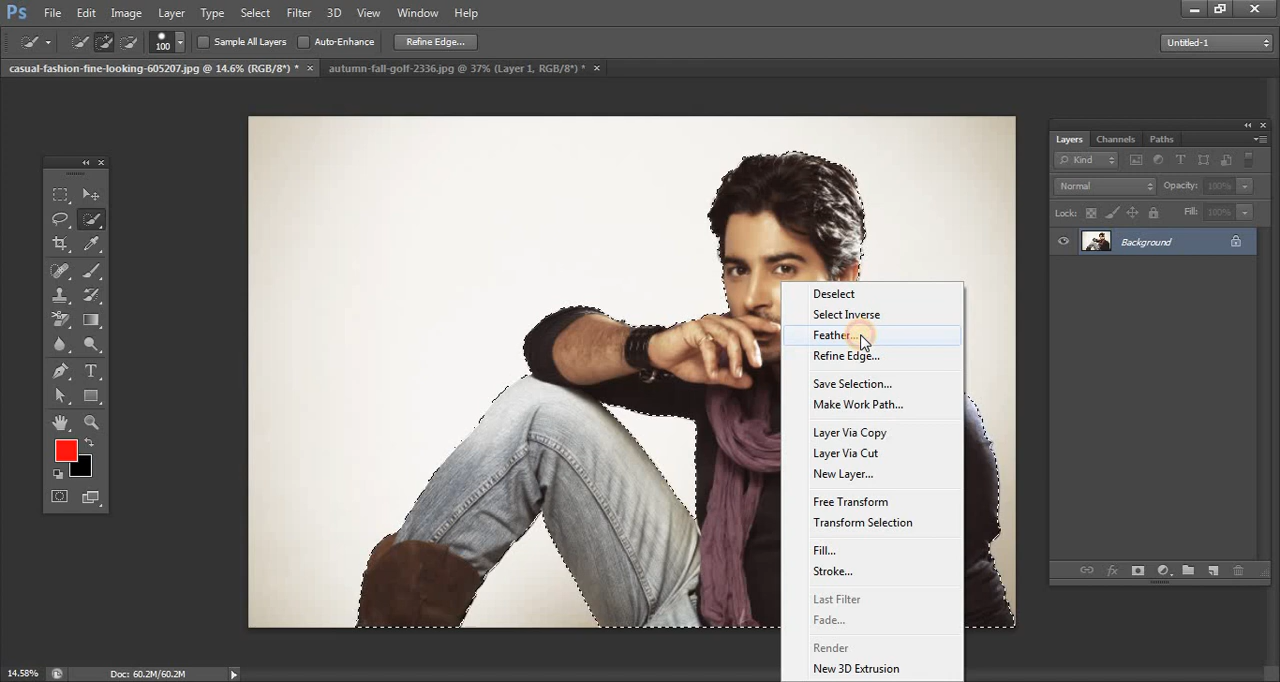 Ps File Edit Image Layer Type Select Filter 3D View Window Help
100 Sample All Layers Auto-Enhance Refine Edge... Untitled-1
casual-fashion-fine-looking-605207.jpg @ 14.6% (RGB/8*) * × autumn-fall-golf-2336.jpg @ 37% (Layer 1, RGB/8*) * ×
Layers Channels Paths
Kind
Normal Opacity: 100%
Lock: Fill: 100%
Background
Deselect
Select Inverse
Feather...
Refine Edge...
Save Selection...
Make Work Path...
Layer Via Copy
Layer Via Cut
New Layer...
Free Transform
Transform Selection
Fill...
Stroke...
Last Filter
Fade...
Render
New 3D Extrusion
14.58% Doc: 60.2M/60.2M